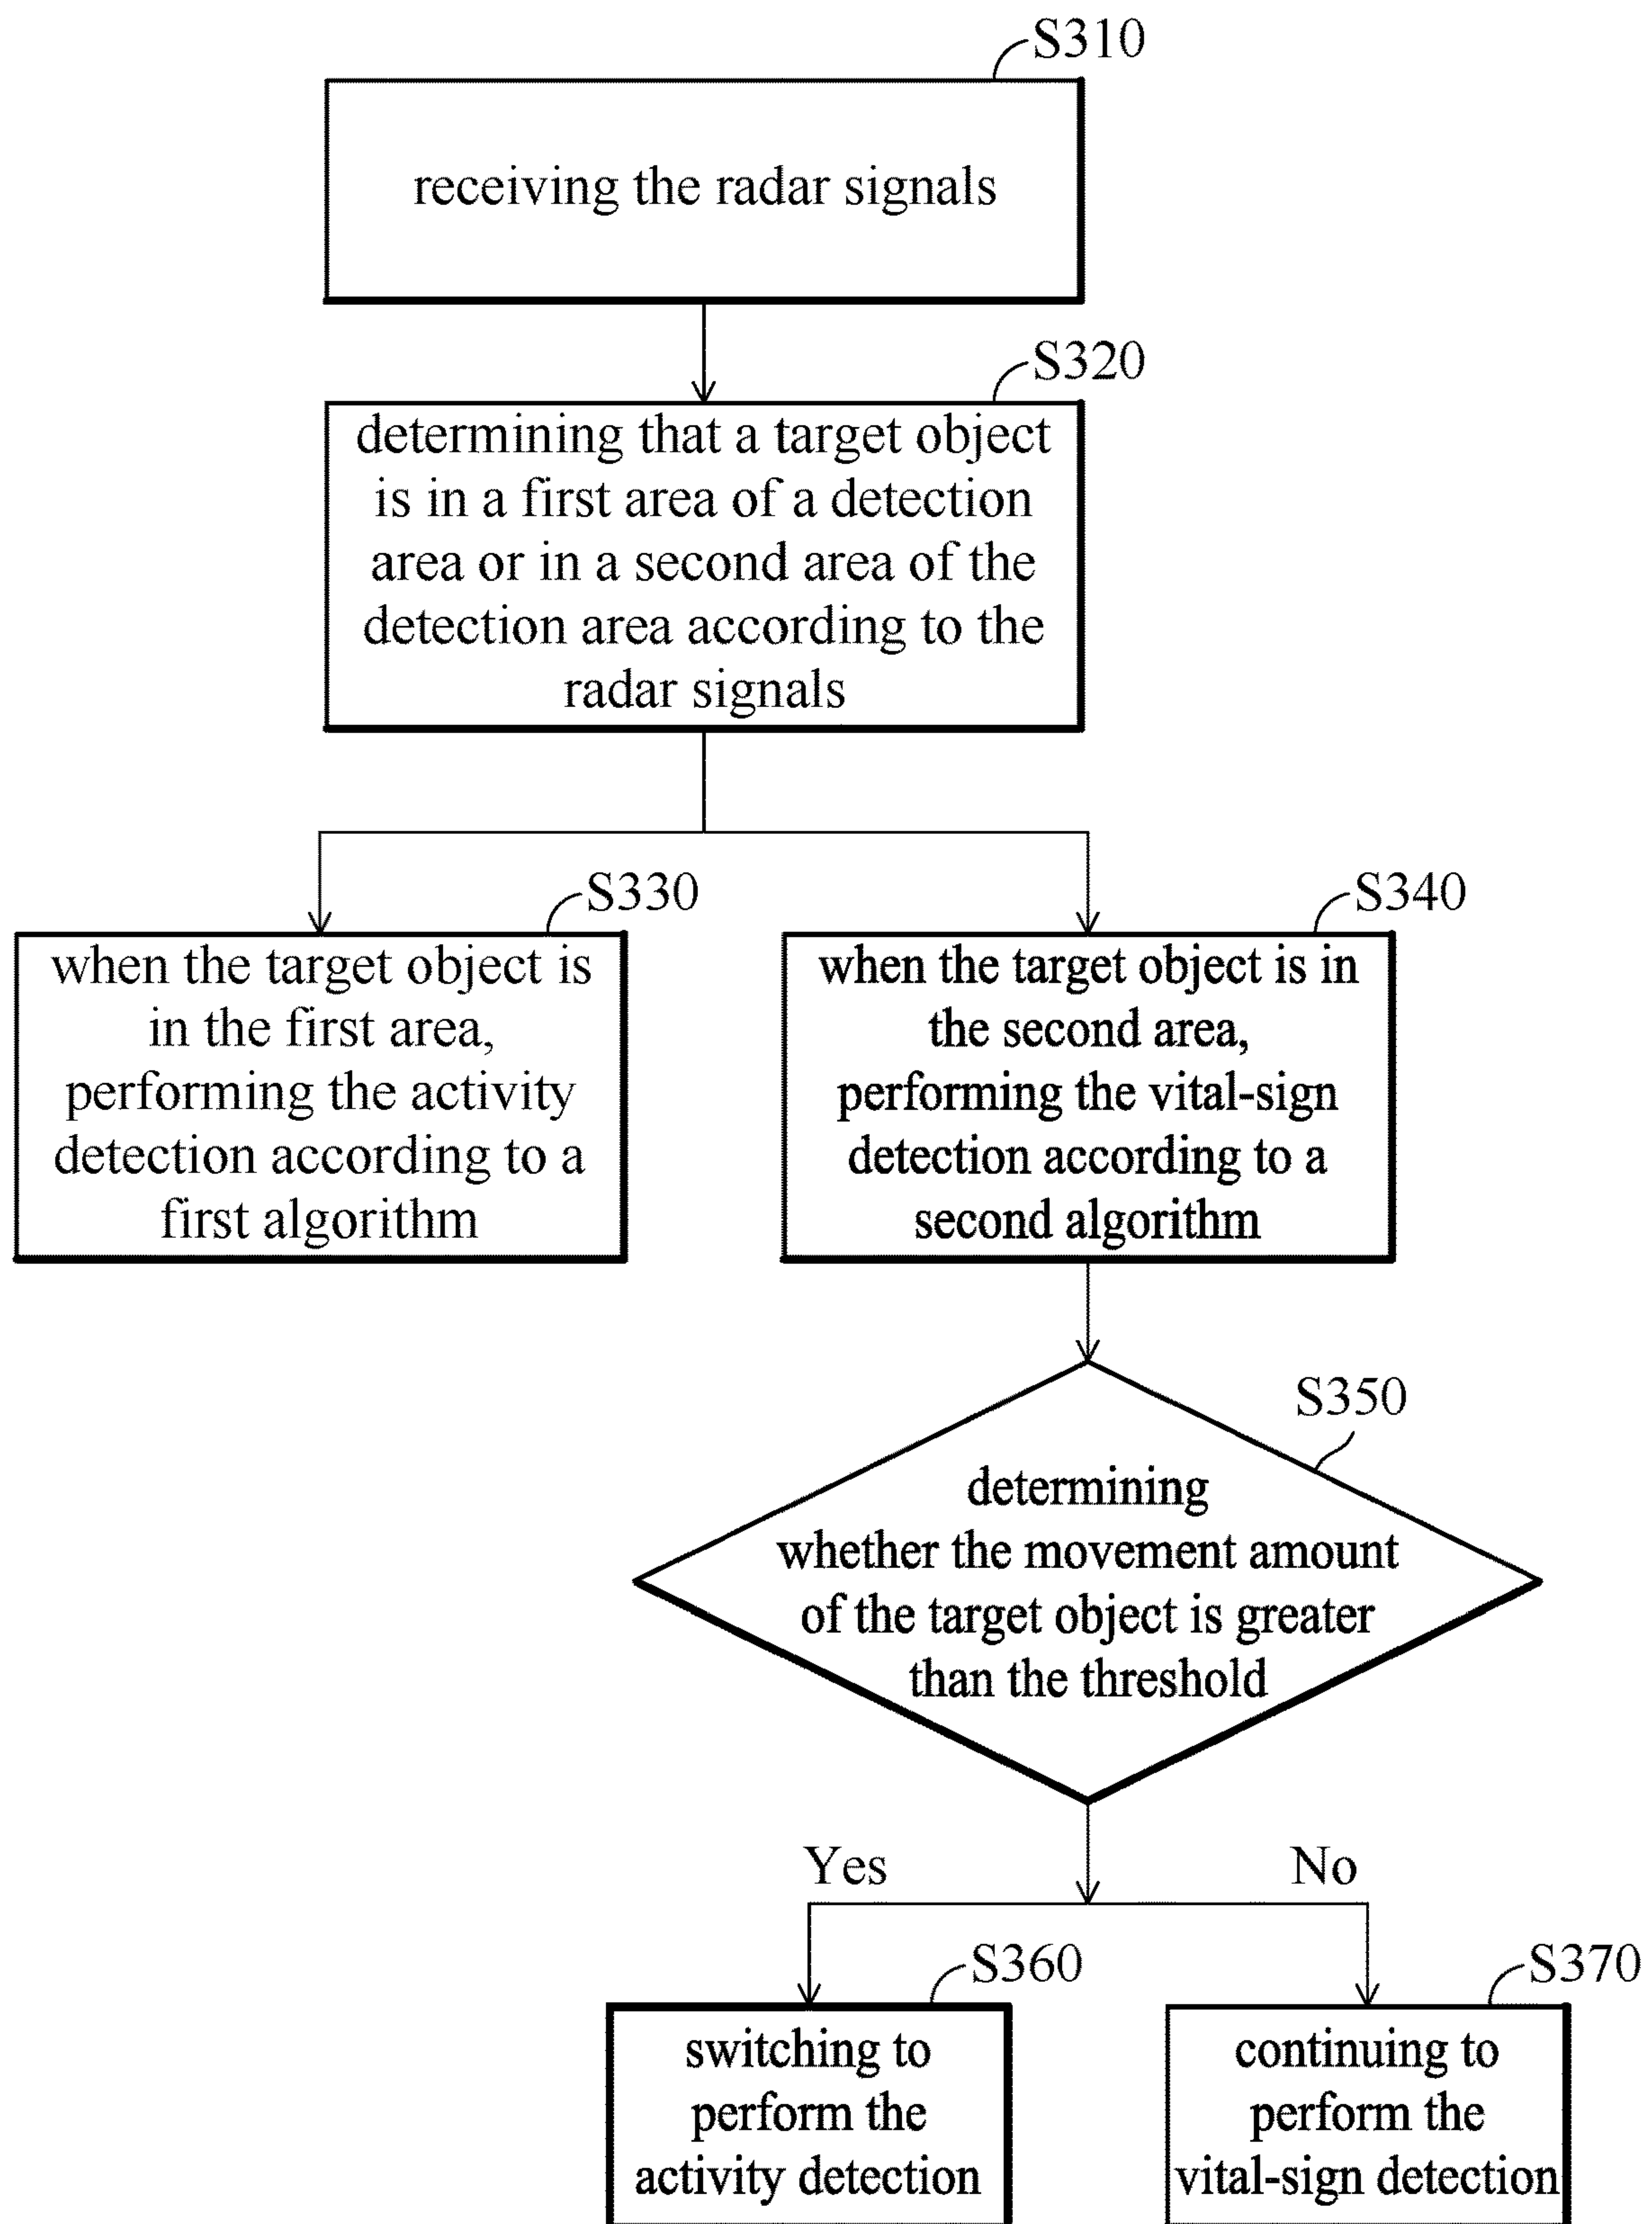 S310
receiving the radar signals
S320
determining that a target object
is in a first area of a detection
area or in a second area of the
detection area according to the
radar signals
S330
when the target object is
in the first area,
performing the activity
detection according to a
first algorithm
S340
when the target object is in
the second area,
performing the vital-sign
detection according to a
second algorithm
S350
determining
whether the movement amount
of the target object is greater
than the threshold
Yes
No
S360
switching to
perform the
activity detection
S370
continuing to
perform the
vital-sign detection